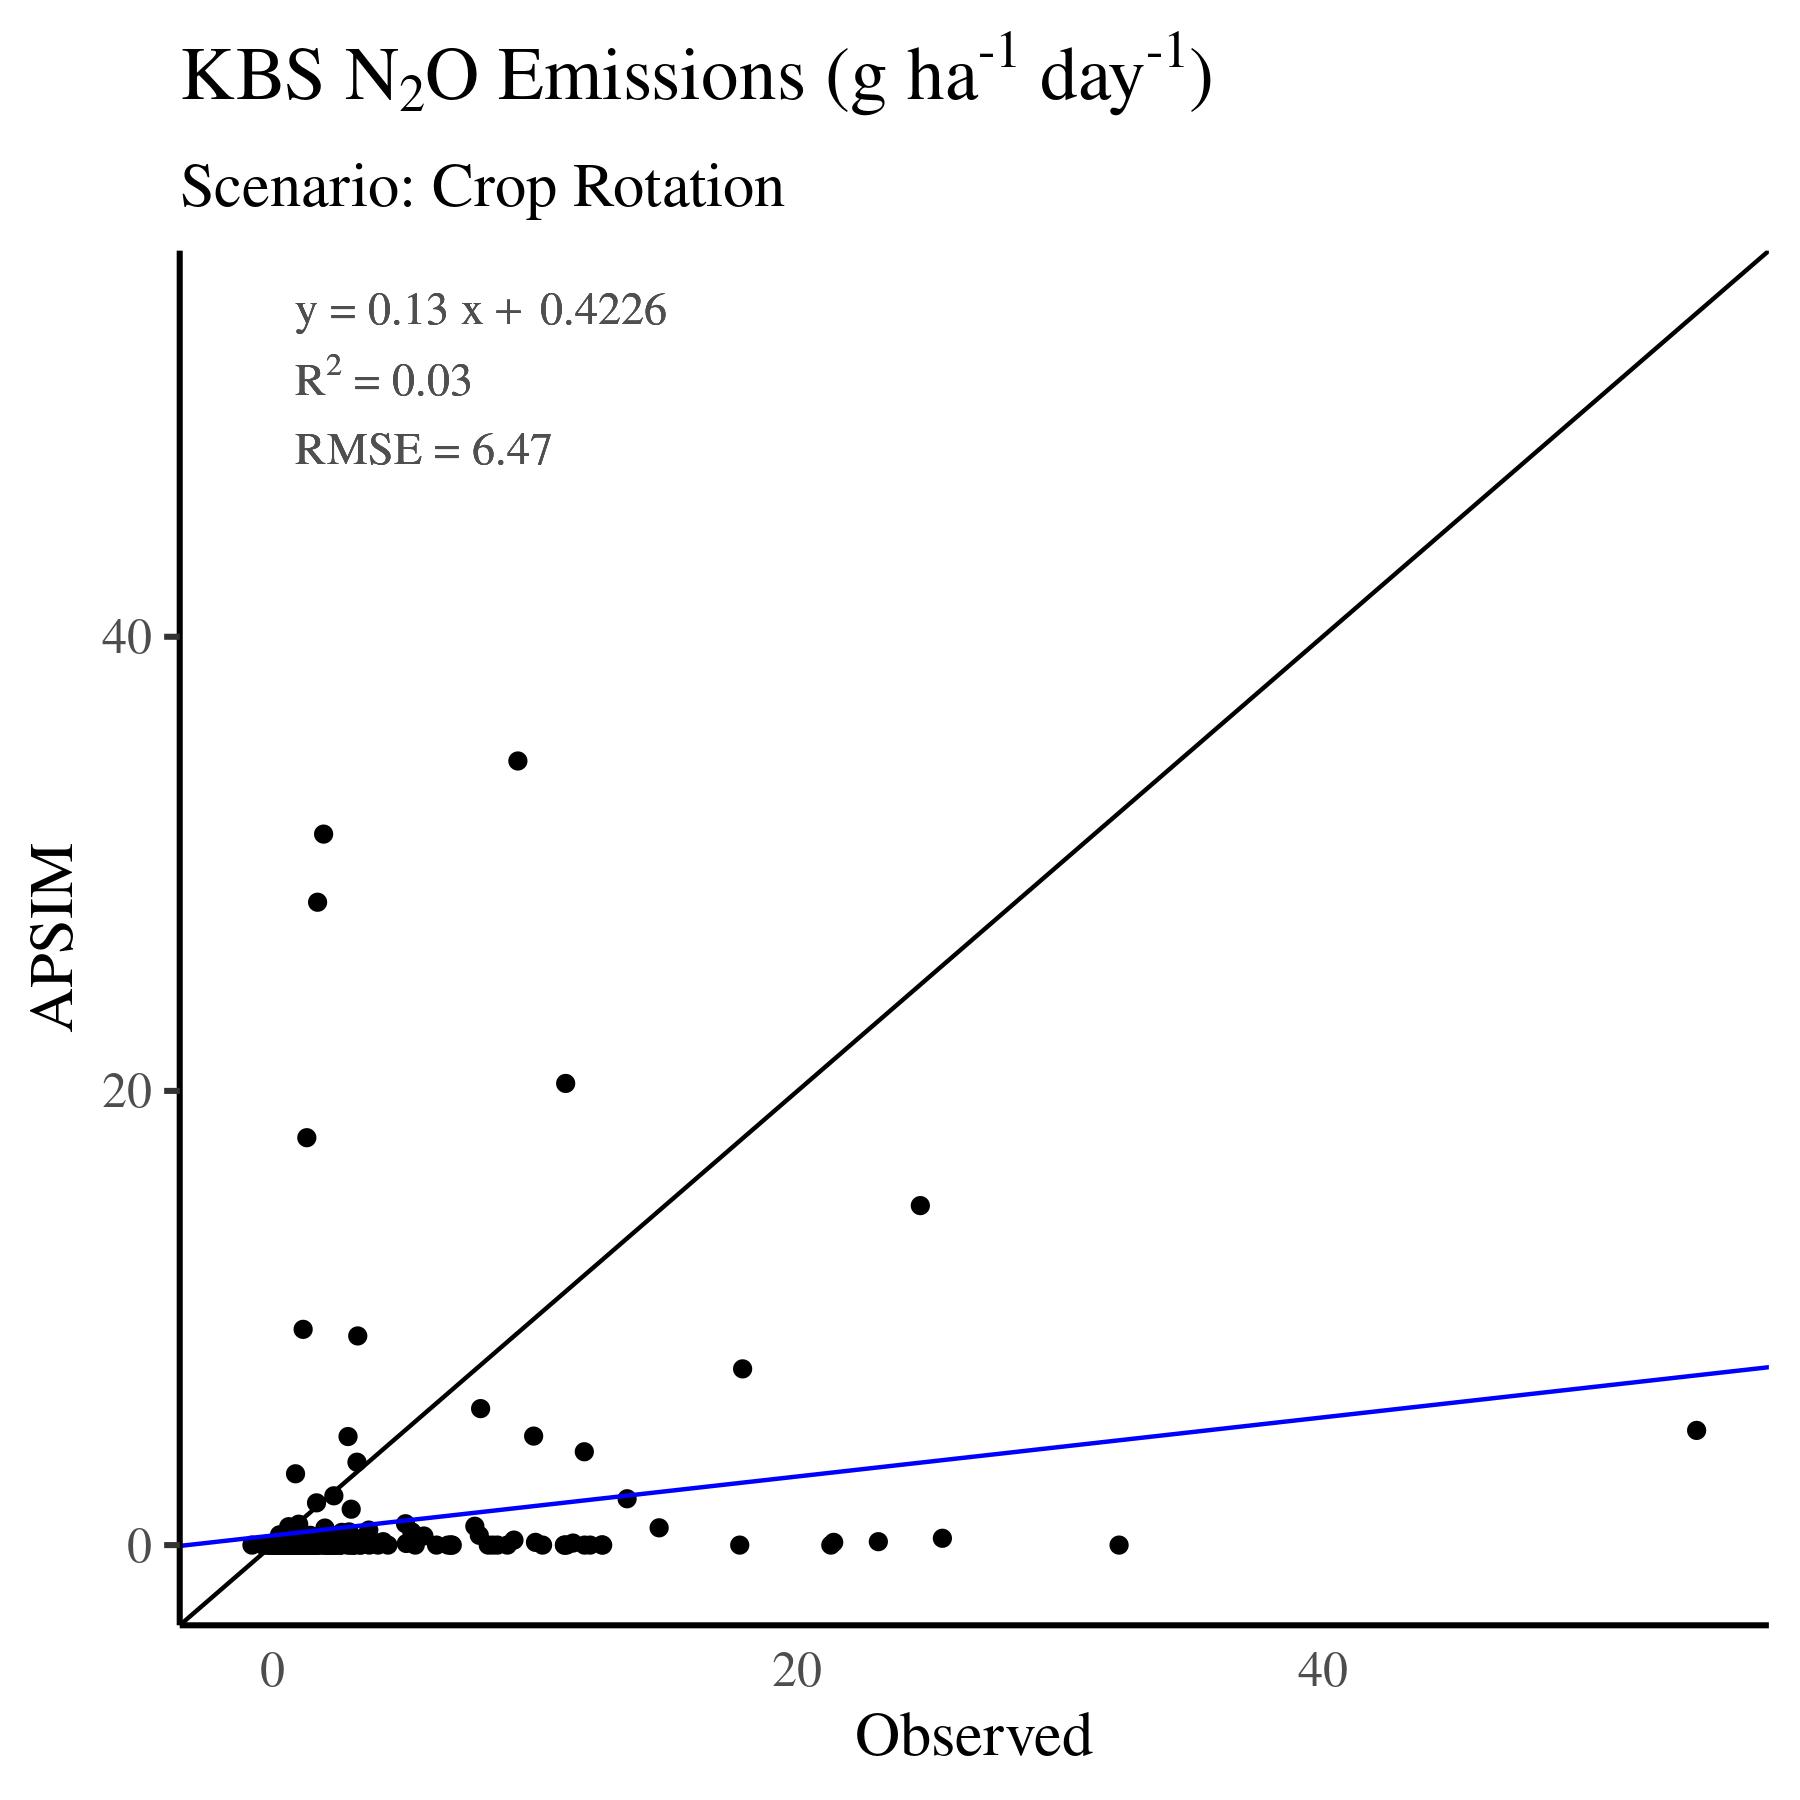 KBS N₂O Emissions (g ha⁻¹ day⁻¹)
Scenario: Crop Rotation
y = 0.13 x + 0.4226
R² = 0.03
RMSE = 6.47
40
20
0
APSIM
0 20 40
Observed